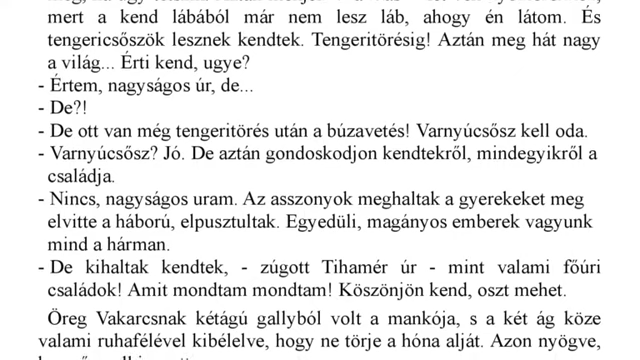 mert a kend lábából már nem lesz láb, ahogy én látom. És
tengericsőszök lesznek kendtek. Tengeritörésig! Aztán meg hát nagy
a világ... Érti kend, ugye?
- Értem, nagyságos úr, de...
- De?!
- De ott van még tengeritörés után a búzavetés! Varnyúcsősz kell oda.
- Varnyúcsősz? Jó. De aztán gondoskodjon kendtekről, mindegyikről a
családja.
- Nincs, nagyságos uram. Az asszonyok meghaltak a gyerekeket meg
elvitte a háború, elpusztultak. Egyedüli, magányos emberek vagyunk
mind a hárman.
- De kihaltak kendtek, - zúgott Tihamér úr - mint valami főúri
családok! Amit mondtam mondtam! Köszönjön kend, oszt mehet.
Öreg Vakarcsnak kétágú gallyból volt a mankója, s a két ág köze
valami ruhafélével kibélelve, hogy ne törje a hóna alját. Azon nyögve,